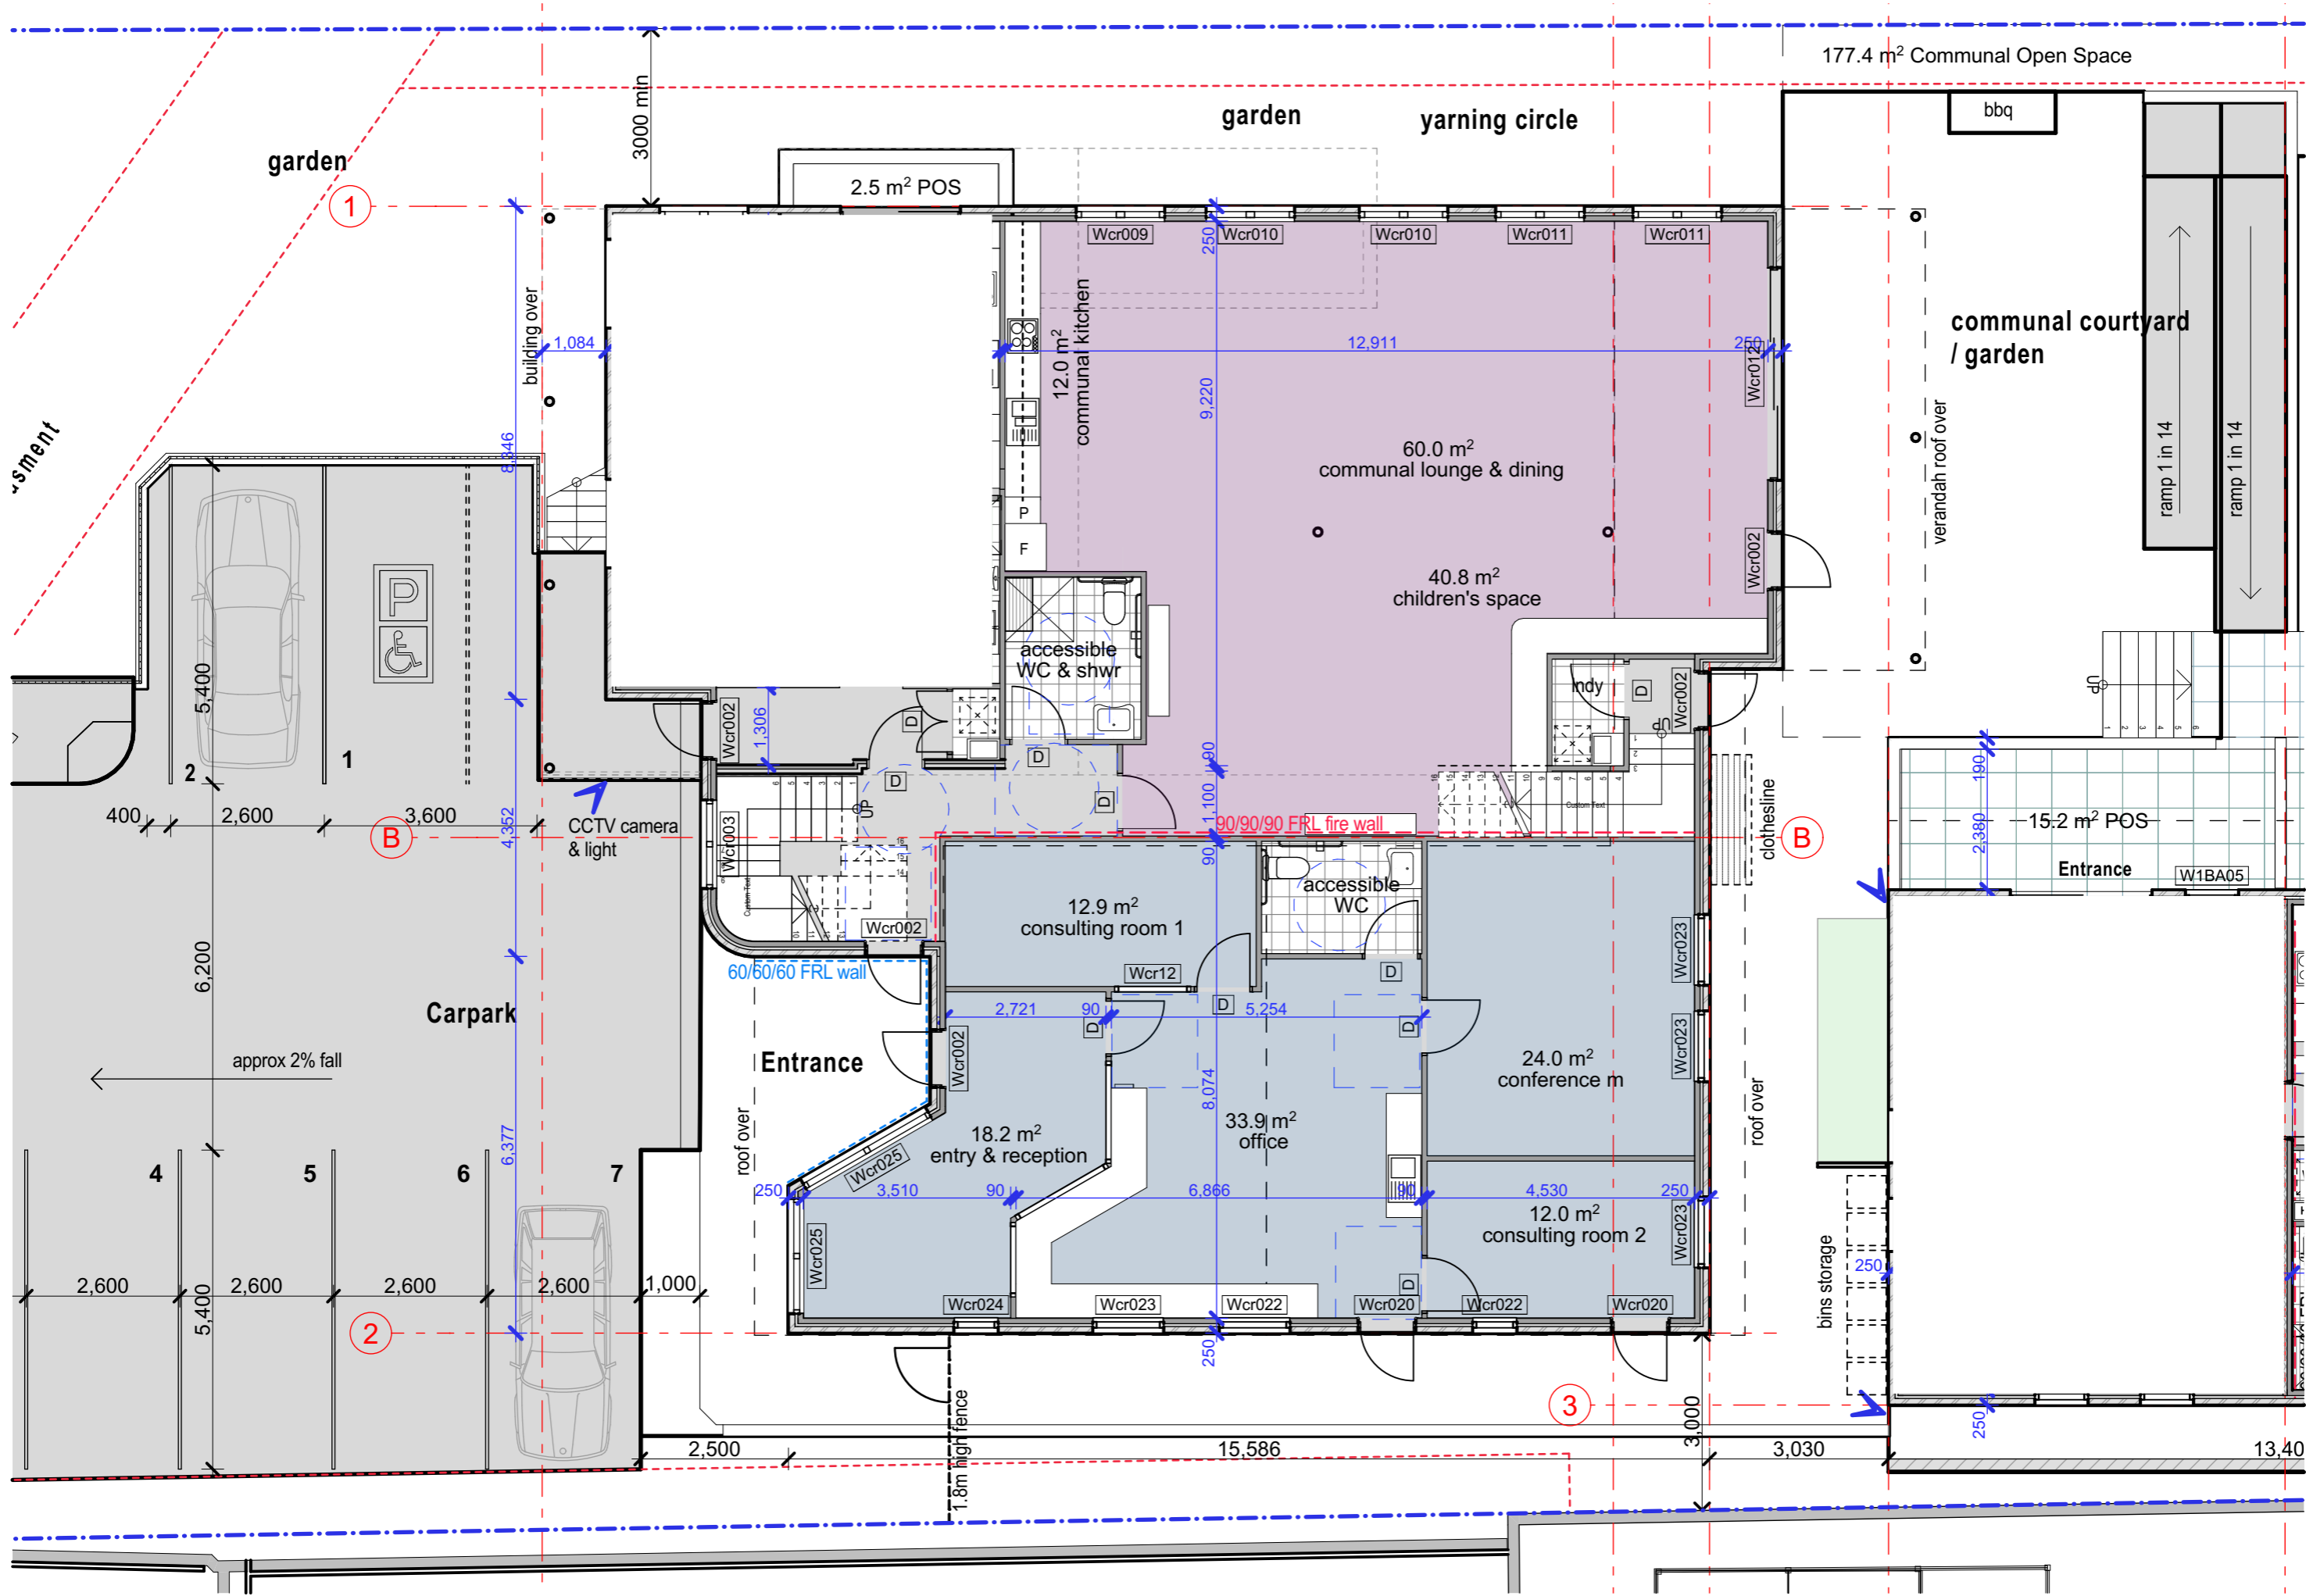 177.4 m² Communal Open Space
3000 min
garden
yarning circle
bbq
garden
1
2.5 m² POS
Wcr009
Wcr010
Wcr010
Wcr011
Wcr011
250
building over
1,084
12.0 m²
communal kitchen
12,911
250
Wcr012
communal courtyard
/ garden
9,220
8,346
60.0 m²
communal lounge & dining
verandah roof over
ramp 1 in 14
ramp 1 in 14
P
F
Wcr002
40.8 m²
children's space
P
5,400
accessible
WC & shwr
lndy
D
Wcr002
UP
UP
Wcr002
1,306
D
2
1
D
D
D
90
1,100
190
400
2,600
3,600
CCTV camera
& light
B
4,352
Wcr003
UP
Custom Text
Custom Text
90/90/90 FRL fire wall
90
clothesline
B
2,380
15.2 m² POS
Entrance
W1BA05
12.9 m²
consulting room 1
accessible
WC
Wcr002
Wcr023
60/60/60 FRL wall
Wcr12
D
D
6,200
Carpark
2,721
90
D
5,254
D
Wcr023
approx 2% fall
Entrance
Wcr002
24.0 m²
conference m
8,074
roof over
roof over
18.2 m²
entry & reception
33.9 m²
office
6,377
Wcr025
4
5
6
7
250
3,510
90
6,866
90
4,530
250
12.0 m²
consulting room 2
Wcr023
Wcr025
bins storage
250
2,600
2,600
2,600
2,600
1,000
5,400
D
Wcr024
Wcr023
Wcr022
Wcr020
Wcr022
Wcr020
2
250
1.8m high fence
3
3,000
250
2,500
15,586
3,030
13,40